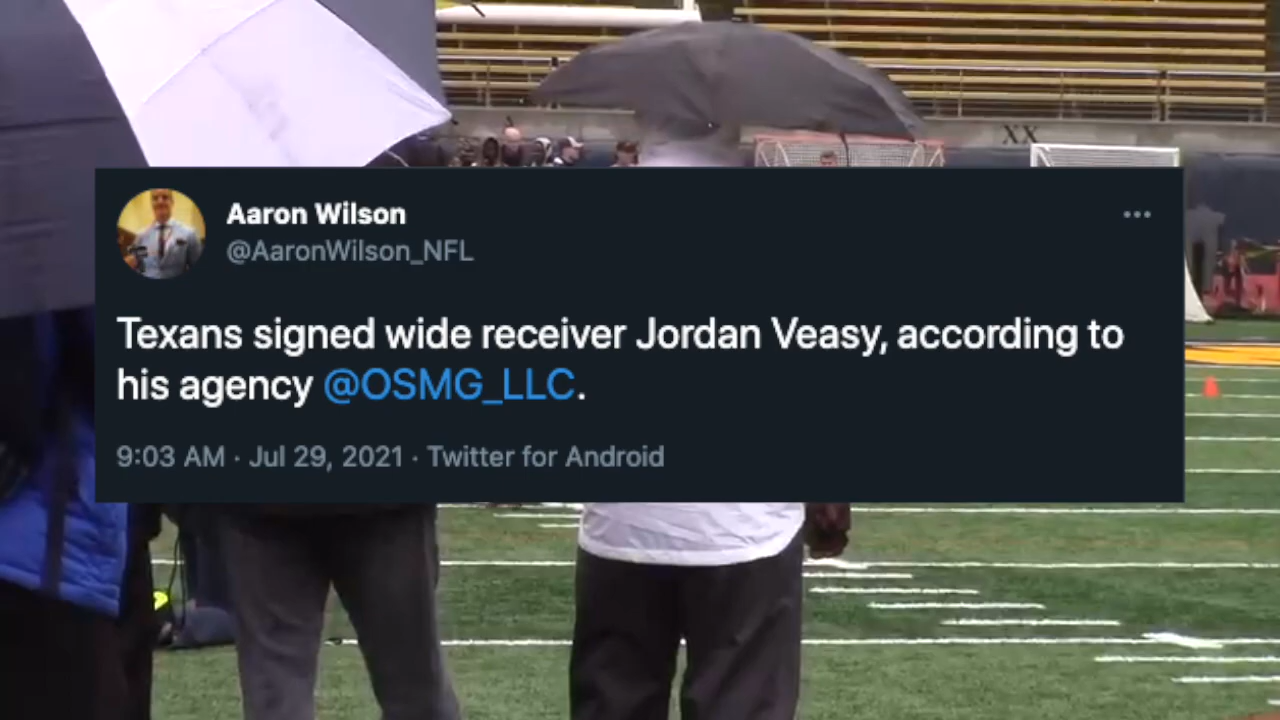 XX
Aaron Wilson
@AaronWilson_NFL
Texans signed wide receiver Jordan Veasy, according to
his agency @OSMG_LLC.
9:03 AM · Jul 29, 2021 · Twitter for Android